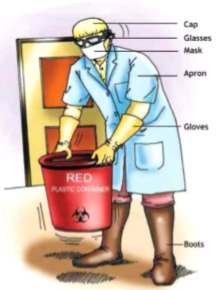 Cap
Glasses
Mask
Apron
Gloves
RED
PLASTIC CONTAINER
Boots